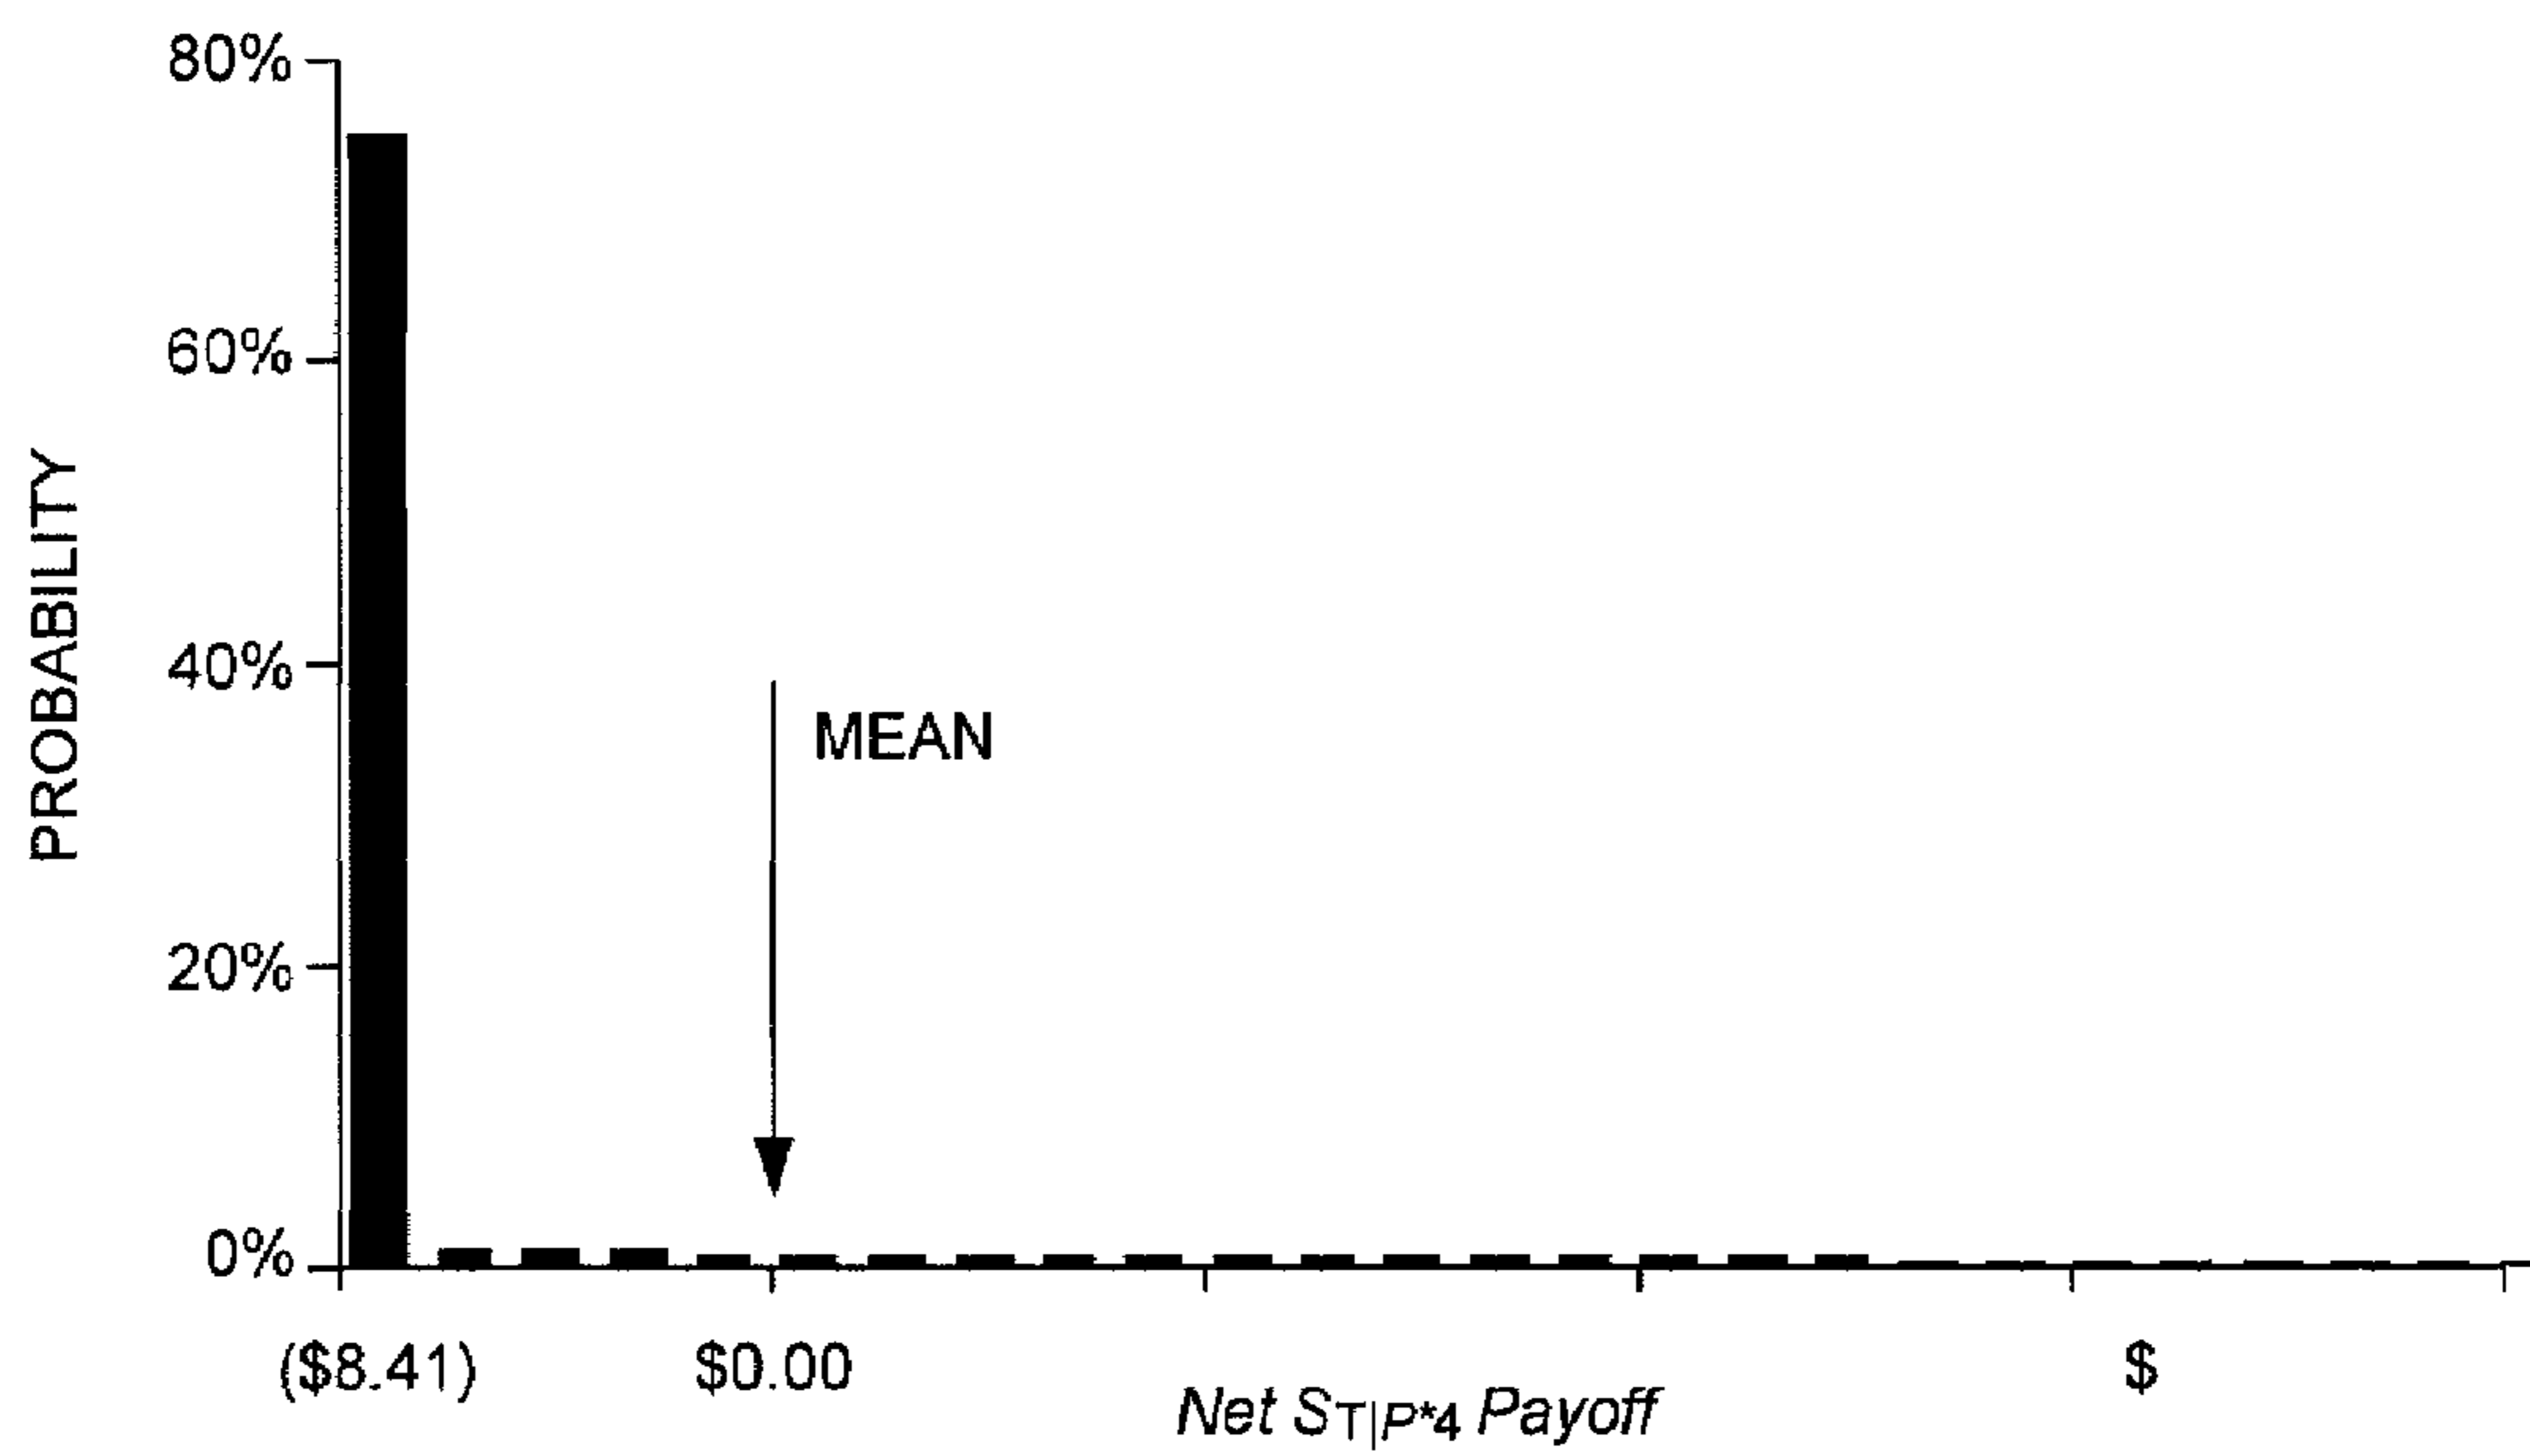 80%
60%
40%
20%
0%
PROBABILITY
MEAN
($8.41)
$0.00
$
Net ST|P*4 Payoff